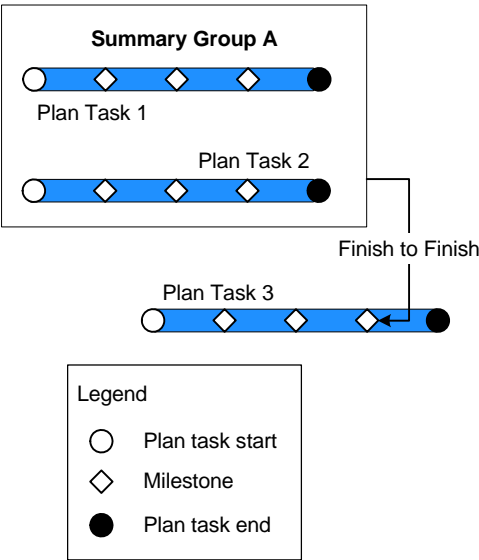 Summary Group A
Plan Task 1
Plan Task 2
Finish to Finish
Plan Task 3
Legend
Plan task start
Milestone
Plan task end